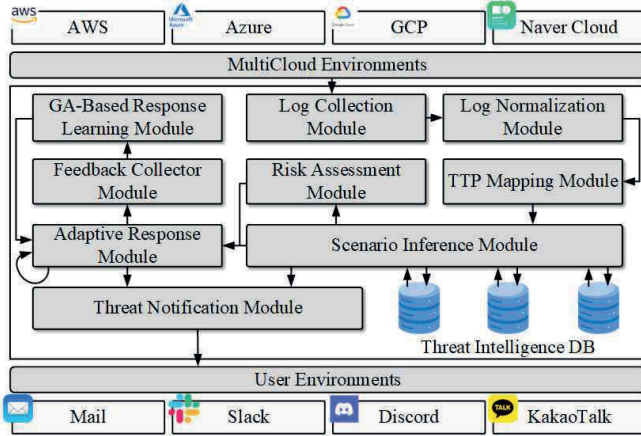 aws
AWS
Microsoft
Azure
Azure
Google Cloud
GCP
Naver Cloud
MultiCloud Environments
GA-Based Response
Learning Module
Log Collection
Module
Log Normalization
Module
Feedback Collector
Module
Risk Assessment
Module
TTP Mapping Module
Adaptive Response
Module
Scenario Inference Module
Threat Notification Module
Threat Intelligence DB
User Environments
Mail
Slack
Discord
TALK
KakaoTalk